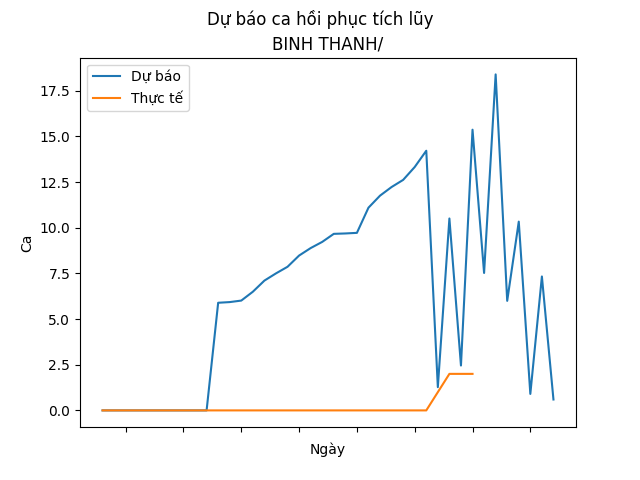 Dự báo ca hồi phục tích lũy
BINH THANH/
Dự báo
Thực tế
17.5
15.0
12.5
10.0
7.5
5.0
2.5
0.0
Ca
Ngày